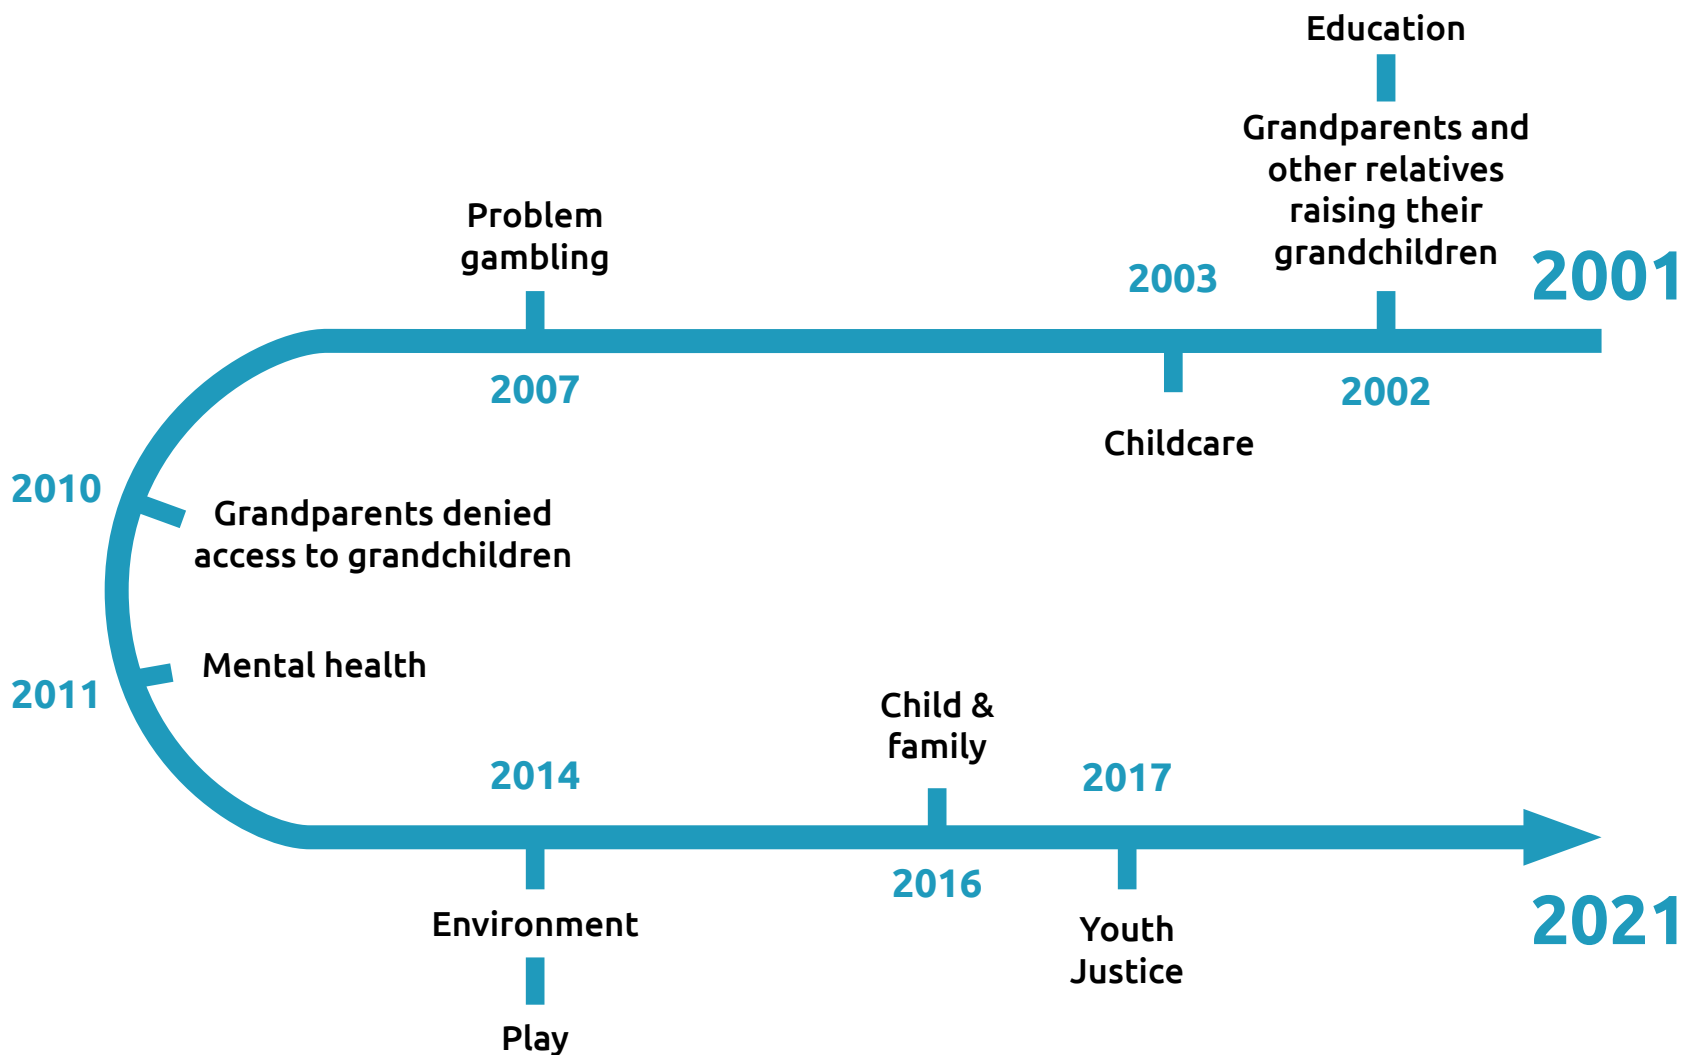 2001
Education
Grandparents and
other relatives
raising their
grandchildren
2002
2003
Childcare
Problem
gambling
2007
2010
Grandparents denied
access to grandchildren
2011
Mental health
2014
Environment
Play
Child &
family
2016
2017
Youth
Justice
2021